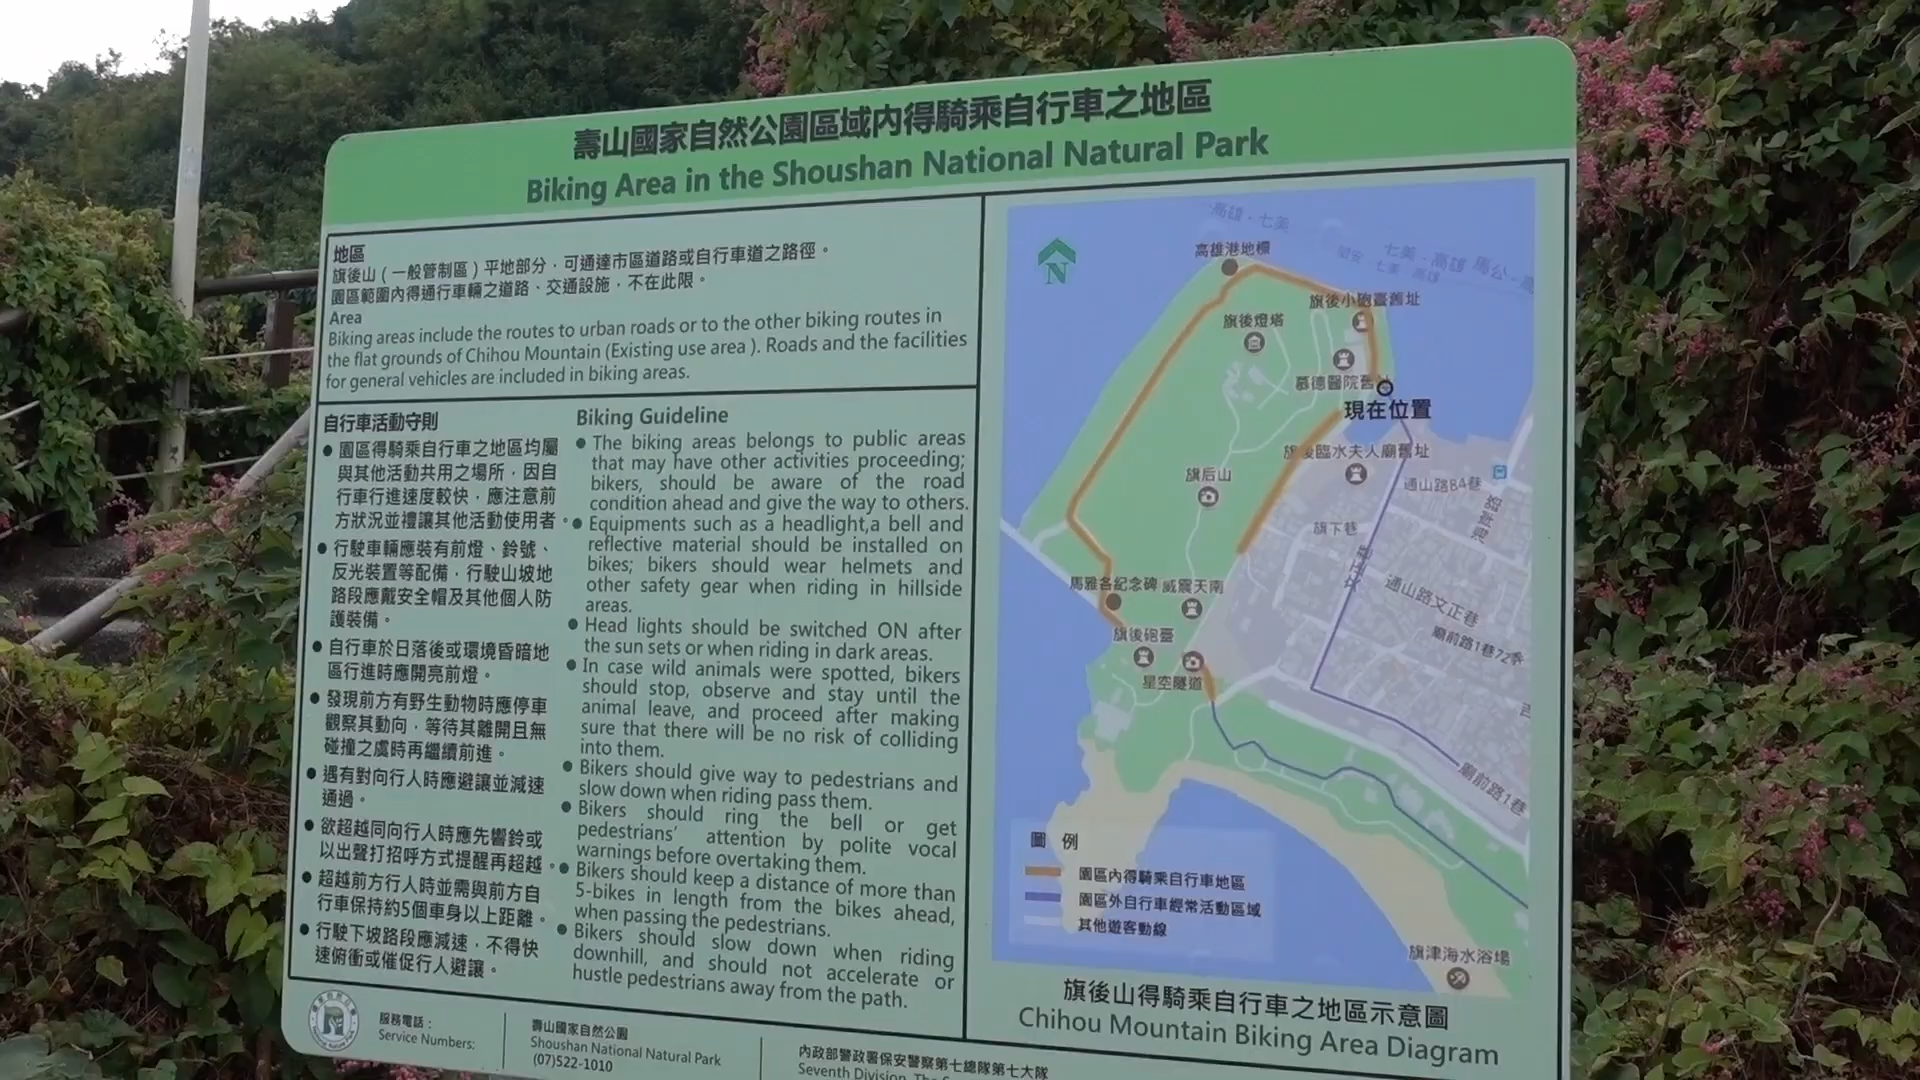 壽山國家自然公園區域內得騎乘自行車之地區
Biking Area in the Shoushan National Natural Park
地區
旗後山（一般管制區）平地部分，可通達市區道路或自行車道之路徑。
園區範圍內得通行車輛之道路、交通設施，不在此限。
Area
Biking areas include the routes to urban roads or to the other biking routes in
the flat grounds of Chihou Mountain (Existing use area ). Roads and the facilities
for general vehicles are included in biking areas.
自行車活動守則
● 園區得騎乘自行車之地區均屬
與其他活動共用之場所，因自
行車行進速度較快，應注意前
方狀況並禮讓其他活動使用者。
● 行駛車輛應裝有前燈、鈴號、
反光裝置等配備，行駛山坡地
路段應戴安全帽及其他個人防
護裝備。
● 自行車於日落後或環境昏暗地
區行進時應開亮前燈。
● 發現前方有野生動物時應停車
觀察其動向，等待其離開且無
碰撞之虞時再繼續前進。
● 遇有對向行人時應避讓並減速
通過。
● 欲超越同向行人時應先響鈴或
以出聲打招呼方式提醒再超越。
● 超越前方行人時並需與前方自
行車保持約5個車身以上距離。
● 行駛下坡路段應減速，不得快
速俯衝或催促行人避讓。
Biking Guideline
● The biking areas belongs to public areas
that may have other activities proceeding;
bikers, should be aware of the road
condition ahead and give the way to others.
● Equipments such as a headlight,a bell and
reflective material should be installed on
bikes; bikers should wear helmets and
other safety gear when riding in hillside
areas.
● Head lights should be switched ON after
the sun sets or when riding in dark areas.
● In case wild animals were spotted, bikers
should stop, observe and stay until the
animal leave, and proceed after making
sure that there will be no risk of colliding
into them.
● Bikers should give way to pedestrians and
slow down when riding pass them.
● Bikers should ring the bell or get
pedestrians' attention by polite vocal
warnings before overtaking them.
● Bikers should keep a distance of more than
5-bikes in length from the bikes ahead,
when passing the pedestrians.
● Bikers should slow down when riding
downhill, and should not accelerate or
hustle pedestrians away from the path.
高雄 - 七美
七美 - 高雄
馬公 - 高
七美 - 高雄
N
高雄港地標
旗後小砲臺舊址
旗後燈塔
慕德醫院舊
現在位置
旗後臨水夫人廟舊址
旗后山
通山路84巷
旗下巷
通山路文正巷
廟前路1巷72弄
馬雅各紀念碑
威震天南
旗後砲臺
星空隧道
廟前路1巷
圖 例
園區內得騎乘自行車地區
園區外自行車經常活動區域
其他遊客動線
旗津海水浴場
旗後山得騎乘自行車之地區示意圖
Chihou Mountain Biking Area Diagram
服務電話：
Service Numbers:
壽山國家自然公園
Shoushan National Natural Park
(07)522-1010
內政部警政署保安警察第七總隊第七大隊
Seventh Division, The